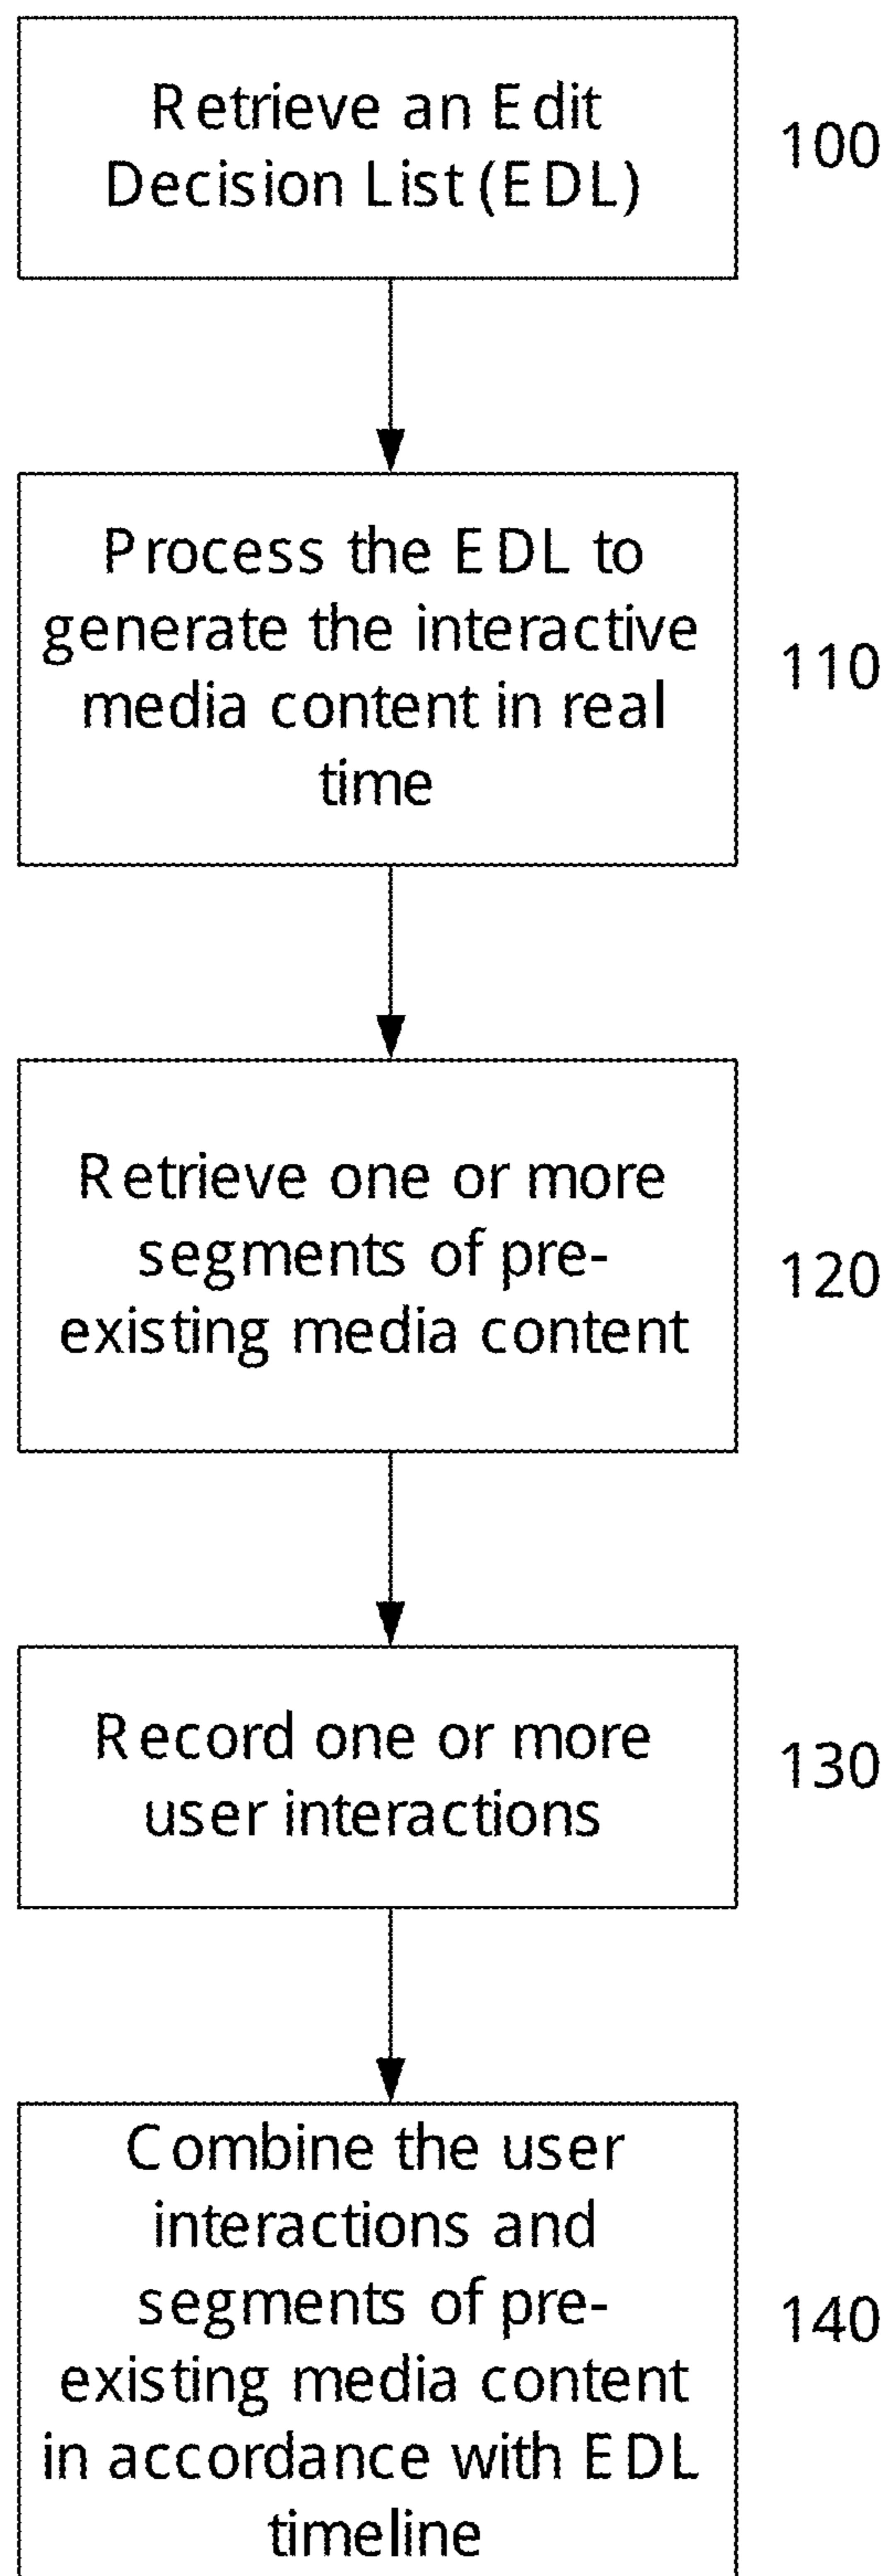 Retrieve an Edit
Decision List (EDL)
100
Process the EDL to
generate the interactive
media content in real
time
110
Retrieve one or more
segments of pre-
existing media content
120
Record one or more
user interactions
130
Combine the user
interactions and
segments of pre-
existing media content
in accordance with EDL
timeline
140